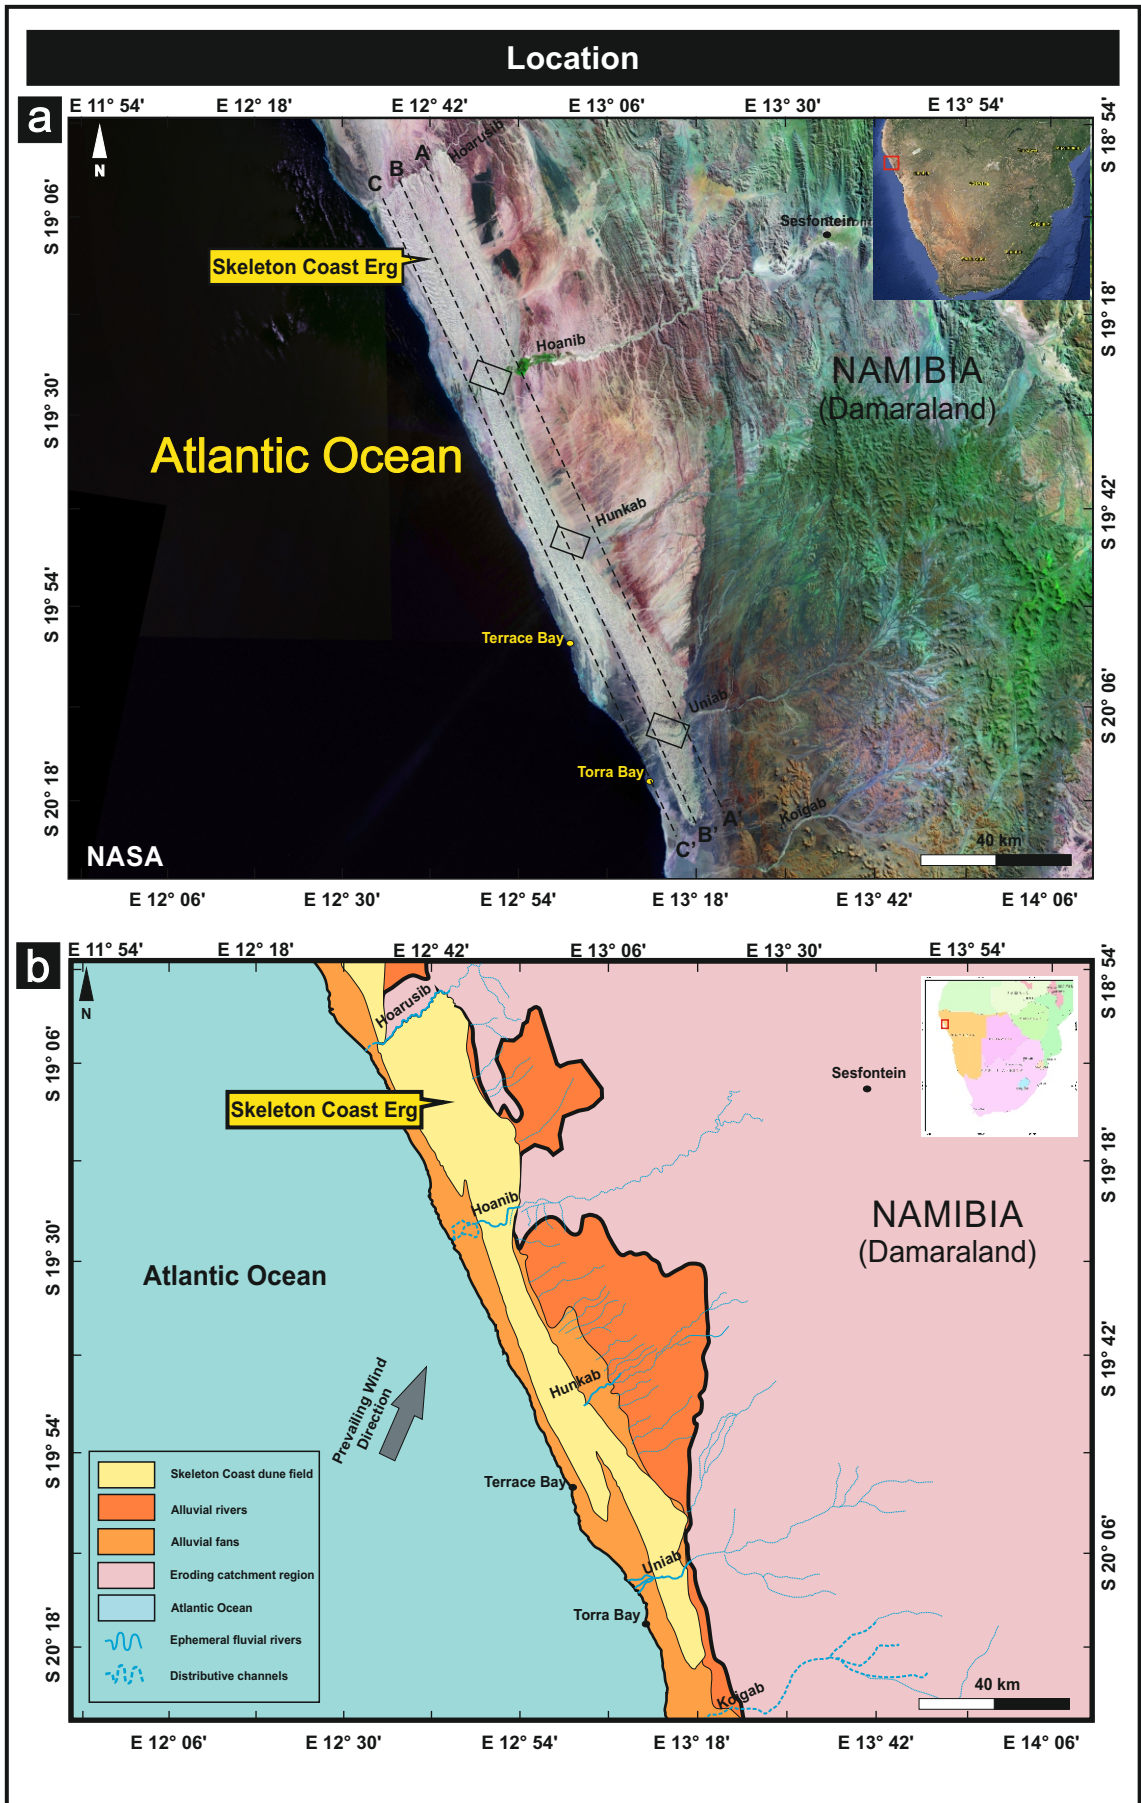 Location
a
E 11° 54'
E 12° 18'
E 12° 42'
E 13° 06'
E 13° 30'
E 13° 54'
S 18° 54'
S 19° 06'
S 19° 18'
S 19° 30'
S 19° 42'
S 19° 54'
S 20° 06'
S 20° 18'
N
A
B
C
Hoarusib
Skeleton Coast Erg
Sesfontein
Hoanib
NAMIBIA
(Damaraland)
Atlantic Ocean
Hunkab
Terrace Bay
Uniab
Torra Bay
Koigab
A'
B'
C'
40 km
NASA
E 12° 06'
E 12° 30'
E 12° 54'
E 13° 18'
E 13° 42'
E 14° 06'
b
E 11° 54'
E 12° 18'
E 12° 42'
E 13° 06'
E 13° 30'
E 13° 54'
S 18° 54'
S 19° 06'
S 19° 18'
S 19° 30'
S 19° 42'
S 19° 54'
S 20° 06'
S 20° 18'
N
Hoarusib
Sesfontein
Skeleton Coast Erg
Hoanib
NAMIBIA
(Damaraland)
Atlantic Ocean
Prevailing Wind
Direction
Hunkab
Terrace Bay
Uniab
Torra Bay
Koigab
40 km
Skeleton Coast dune field
Alluvial rivers
Alluvial fans
Eroding catchment region
Atlantic Ocean
Ephemeral fluvial rivers
Distributive channels
E 12° 06'
E 12° 30'
E 12° 54'
E 13° 18'
E 13° 42'
E 14° 06'